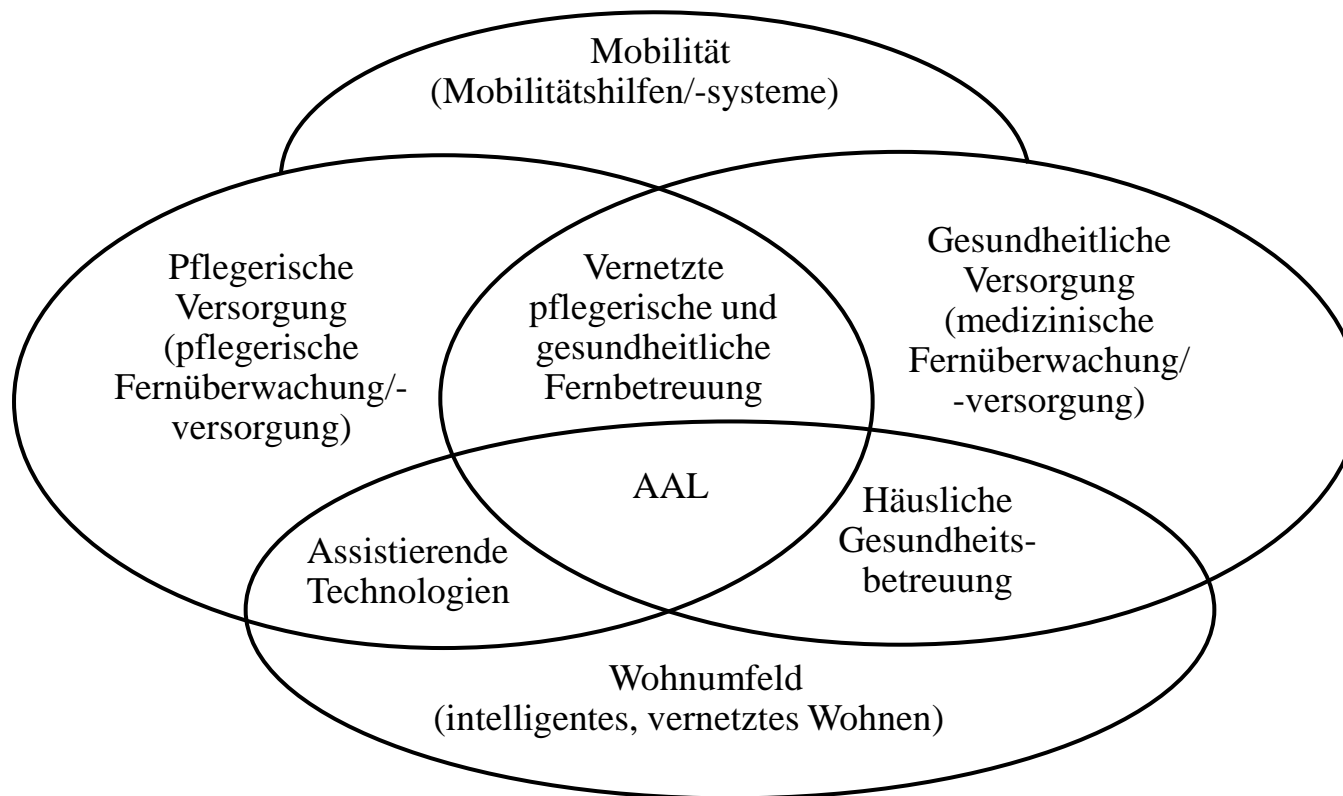 Mobilität
(Mobilitätshilfen/-systeme)
Pflegerische
Versorgung
(pflegerische
Fernüberwachung/-
versorgung)
Vernetzte
pflegerische und
gesundheitliche
Fernbetreuung
Gesundheitliche
Versorgung
(medizinische
Fernüberwachung/
-versorgung)
AAL
Assistierende
Technologien
Häusliche
Gesundheits-
betreuung
Wohnumfeld
(intelligentes, vernetztes Wohnen)